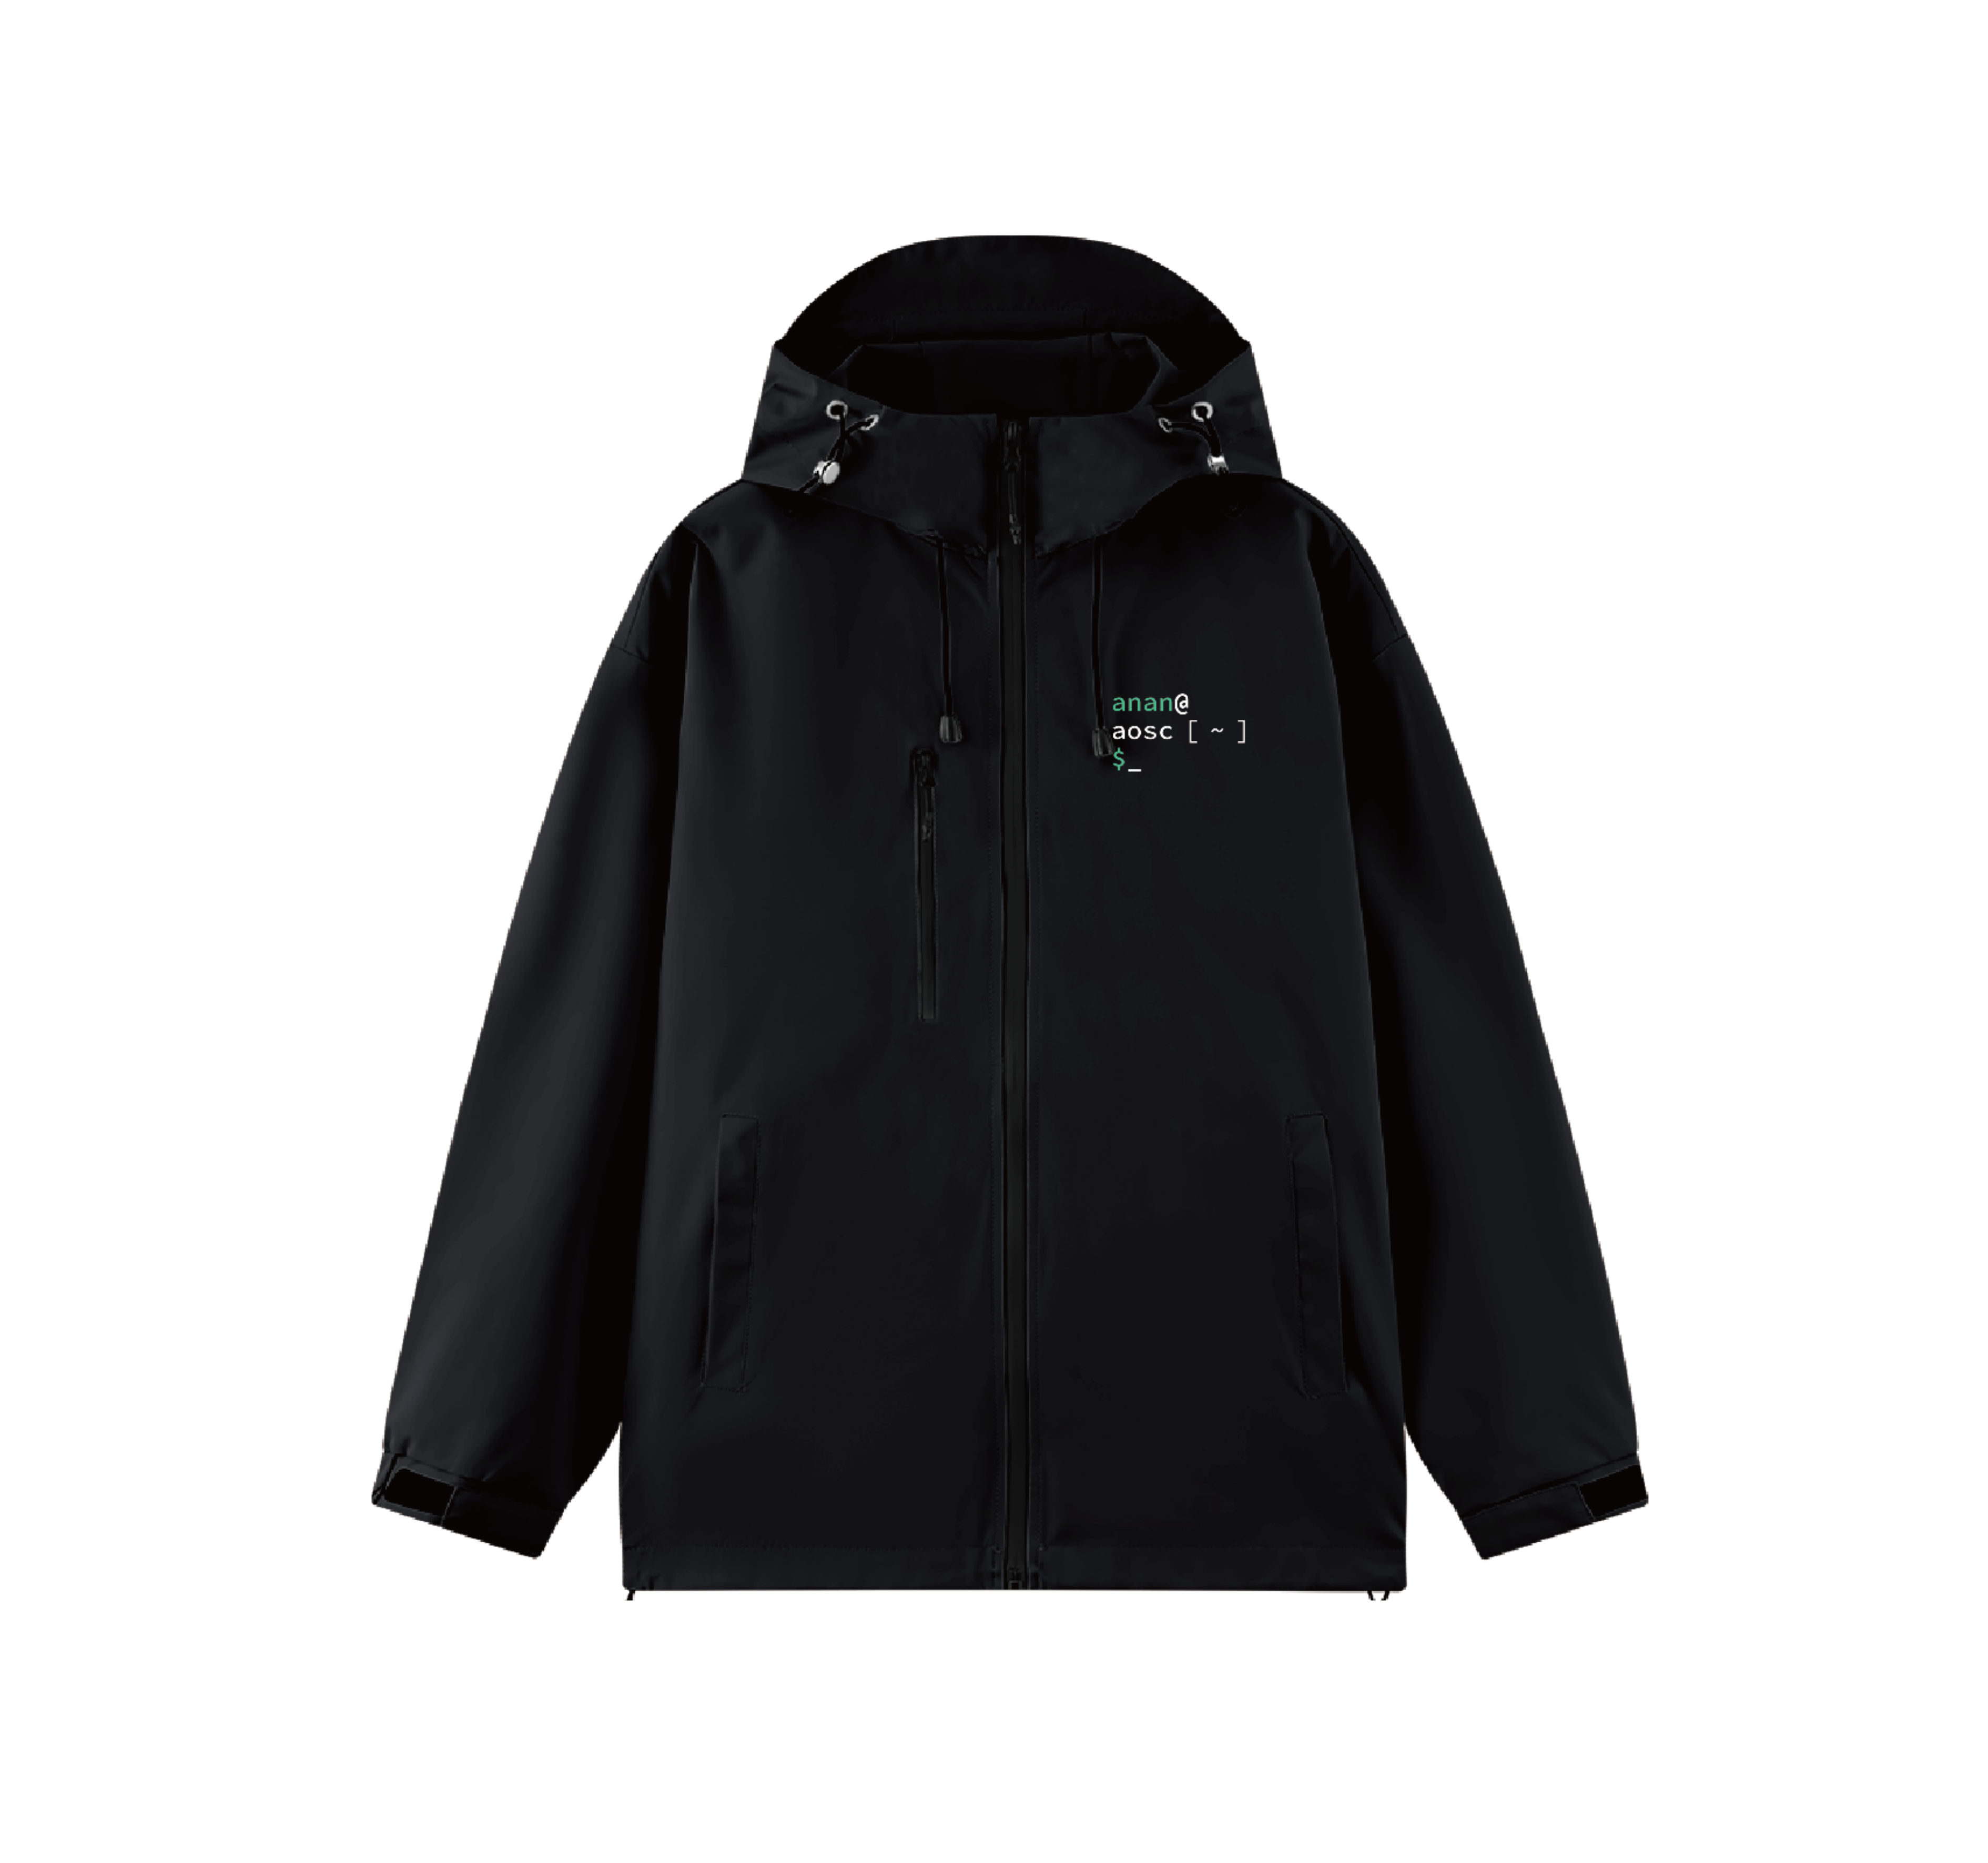 anan@
aosc [ ~ ]
$_